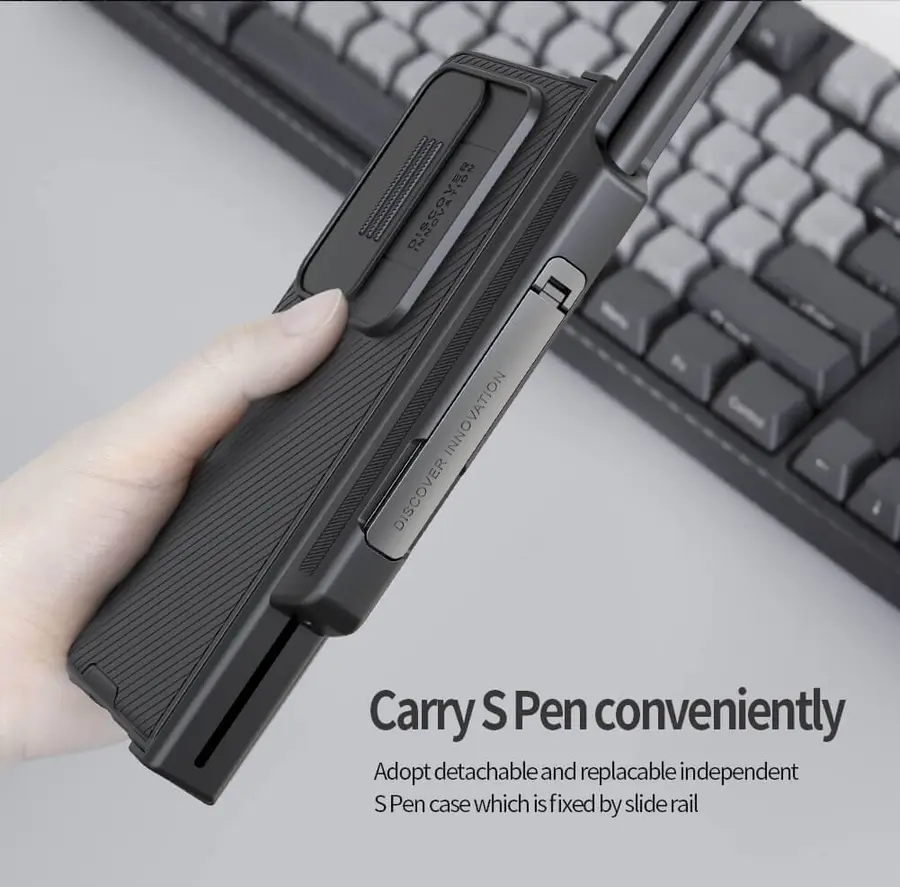 DISCOVER
INNOVATION
DISCOVER INNOVATION
Carry S Pen conveniently
Adopt detachable and replacable independent
S Pen case which is fixed by slide rail